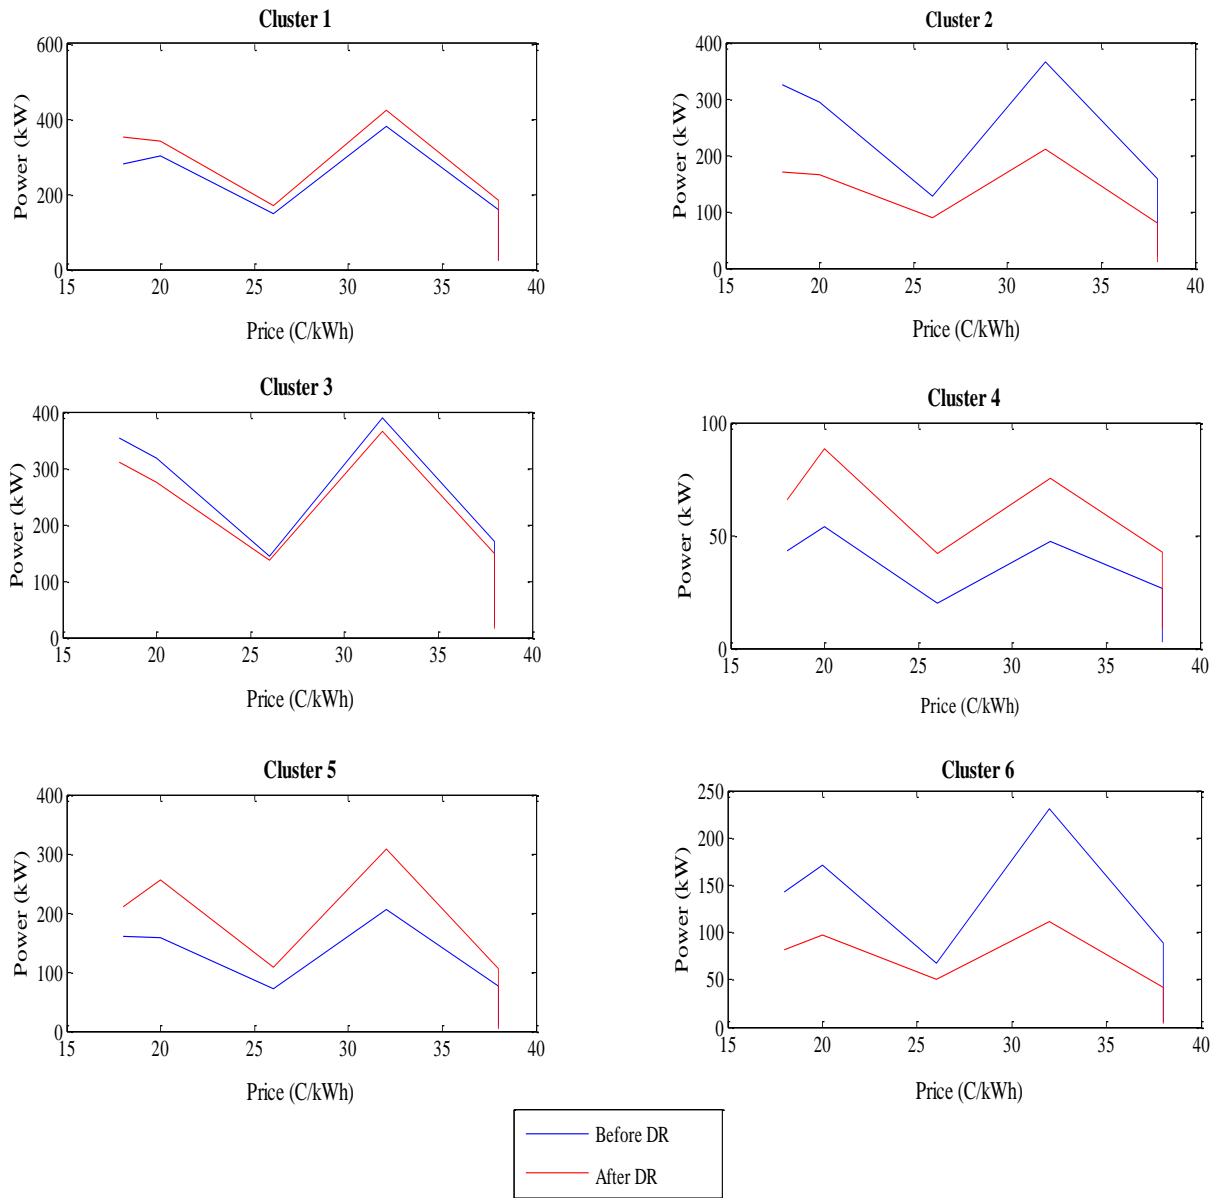 Cluster 1
600
400
200
0
Power (kW)
15 20 25 30 35 40
Price (C/kWh)
Cluster 2
400
300
200
100
0
Power (kW)
15 20 25 30 35 40
Price (C/kWh)
Cluster 3
400
300
200
100
0
Power (kW)
15 20 25 30 35 40
Price (C/kWh)
Cluster 4
100
50
0
Power (kW)
15 20 25 30 35 40
Price (C/kWh)
Cluster 5
400
300
200
100
0
Power (kW)
15 20 25 30 35 40
Price (C/kWh)
Cluster 6
250
200
150
100
50
0
Power (kW)
15 20 25 30 35 40
Price (C/kWh)
Before DR
After DR